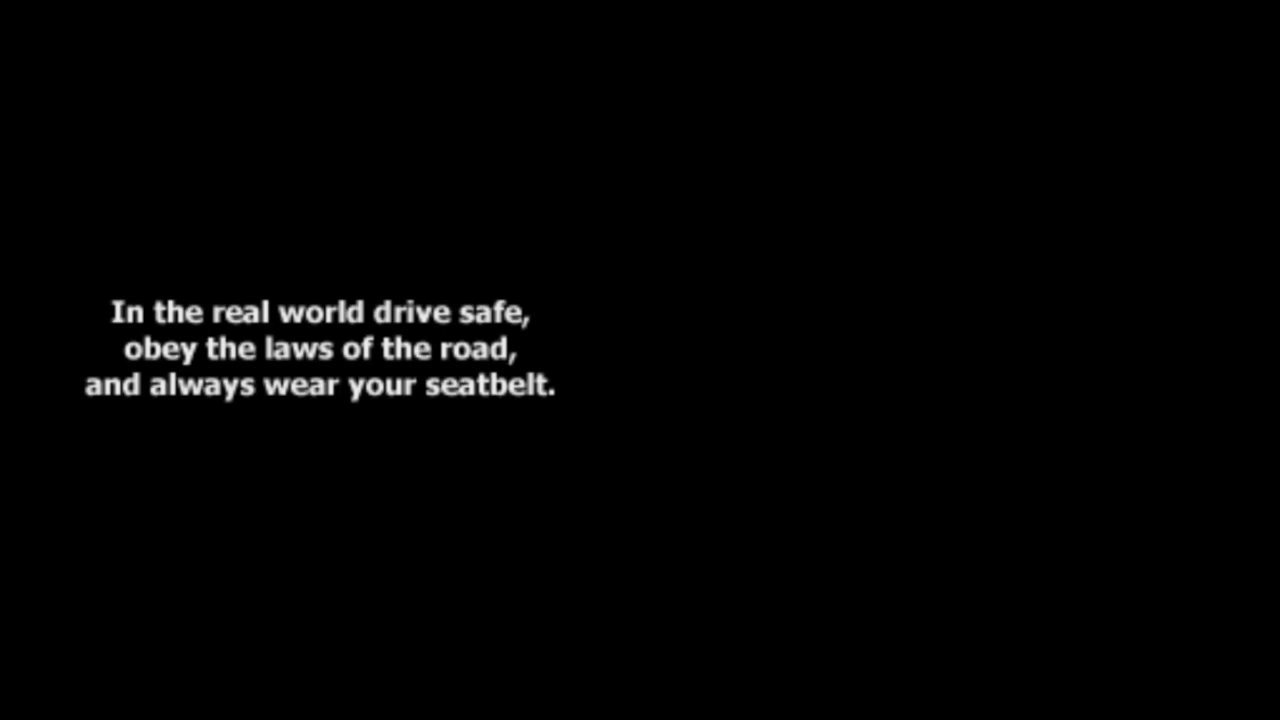 In the real world drive safe,
obey the laws of the road,
and always wear your seatbelt.